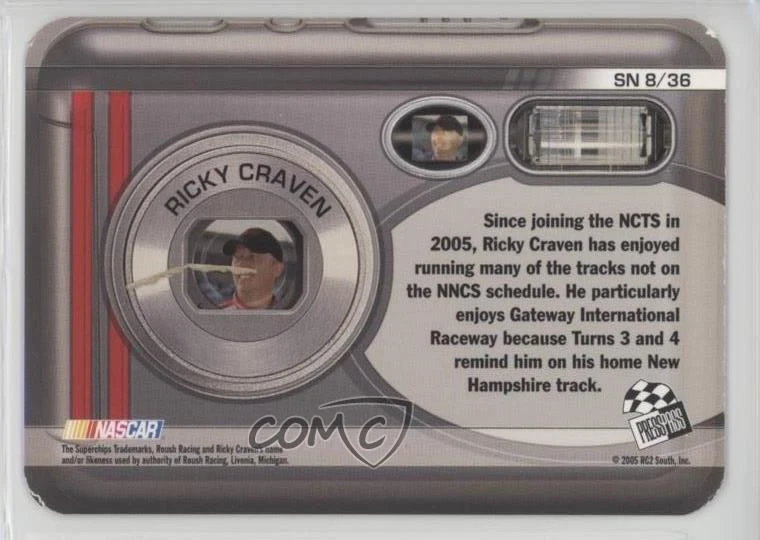 SN 8/36
RICKY CRAVEN
Since joining the NCTS in
2005, Ricky Craven has enjoyed
running many of the tracks not on
the NNCS schedule. He particularly
enjoys Gateway International
Raceway because Turns 3 and 4
remind him on his home New
Hampshire track.
PRESS PASS
NASCAR
COMC
The Superchips Trademarks, Roush Racing and Ricky Craven's name
and/or likeness used by authority of Roush Racing, Livonia, Michigan.
© 2005 RC2 South, Inc.